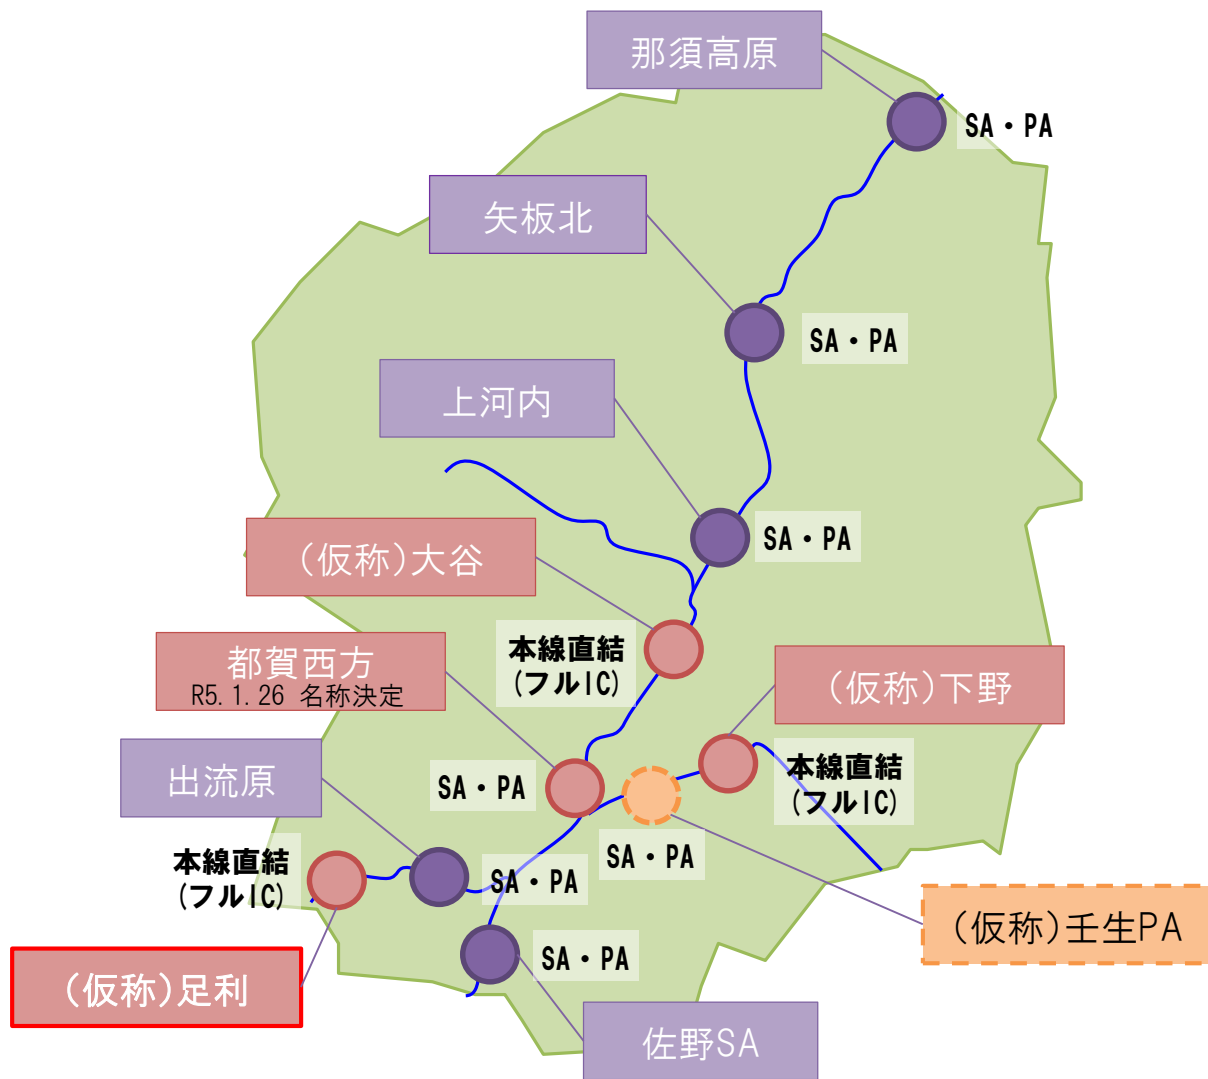 那須高原
SA・PA
矢板北
SA・PA
上河内
SA・PA
(仮称)大谷
本線直結
(フルIC)
都賀西方
R5.1.26 名称決定
SA・PA
(仮称)下野
本線直結
(フルIC)
出流原
SA・PA
SA・PA
本線直結
(フルIC)
(仮称)壬生PA
SA・PA
(仮称)足利
佐野SA